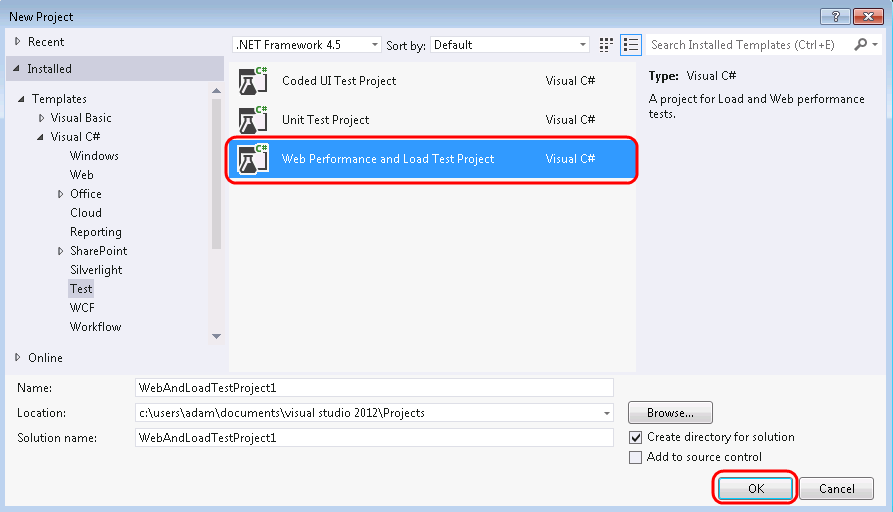 New Project
Recent
.NET Framework 4.5 Sort by: Default Search Installed Templates (Ctrl+E)
Installed
Templates
Visual Basic
Visual C#
Windows
Web
Office
Cloud
Reporting
SharePoint
Silverlight
Test
WCF
Workflow
Online
C# Coded UI Test Project Visual C#
C# Unit Test Project Visual C#
C# Web Performance and Load Test Project Visual C#
Type: Visual C#
A project for Load and Web performance
tests.
Name: WebAndLoadTestProject1
Location: c:\users\adam\documents\visual studio 2012\Projects Browse...
Solution name: WebAndLoadTestProject1
Create directory for solution
Add to source control
OK Cancel